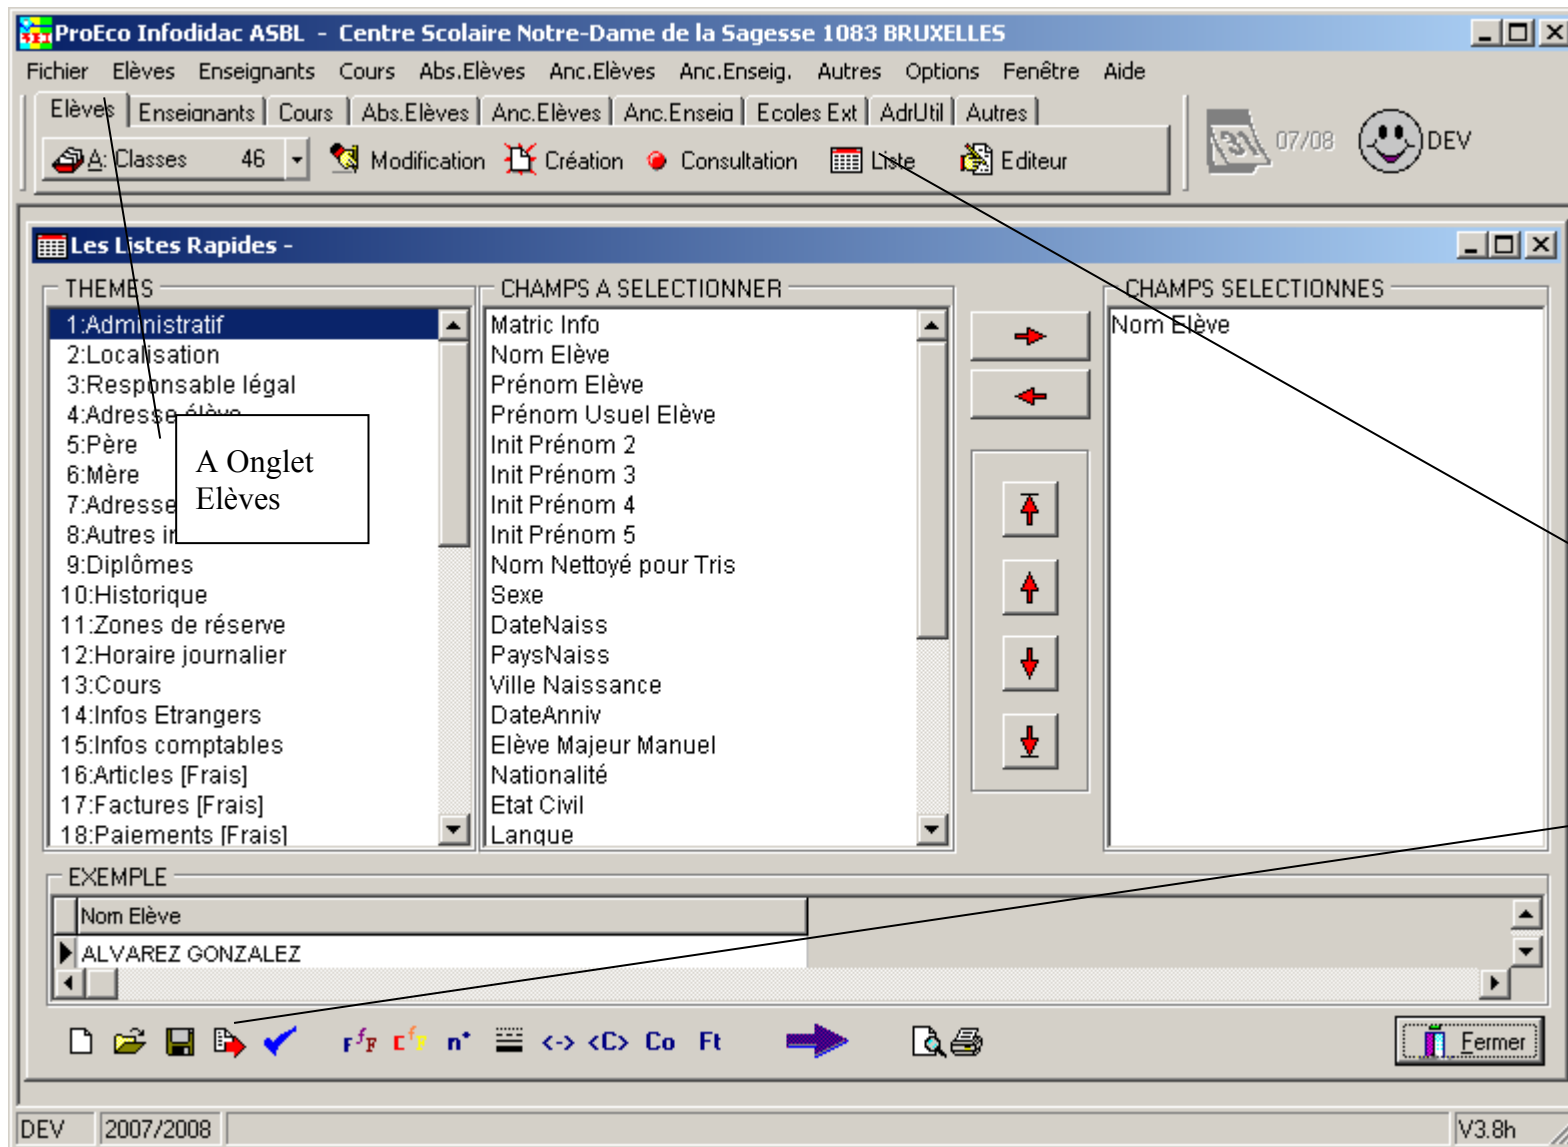 ProEco Infodidac ASBL - Centre Scolaire Notre-Dame de la Sagesse 1083 BRUXELLES
Fichier Elèves Enseignants Cours Abs.Elèves Anc.Elèves Anc.Enseig. Autres Options Fenêtre Aide
Elèves Enseignants Cours Abs.Elèves Anc.Elèves Anc.Enseig Ecoles Ext AdrUtil Autres
A: Classes 46 Modification Création Consultation Liste Editeur
31 07/08 DEV
Les Listes Rapides -
THEMES
1:Administratif
2:Localisation
3:Responsable légal
4:Adresse élève
5:Père
6:Mère
7:Adresse
8:Autres
9:Diplômes
10:Historique
11:Zones de réserve
12:Horaire journalier
13:Cours
14:Infos Etrangers
15:Infos comptables
16:Articles [Frais]
17:Factures [Frais]
18:Paiements [Frais]
A Onglet
Elèves
CHAMPS A SELECTIONNER
Matric Info
Nom Elève
Prénom Elève
Prénom Usuel Elève
Init Prénom 2
Init Prénom 3
Init Prénom 4
Init Prénom 5
Nom Nettoyé pour Tris
Sexe
DateNaiss
PaysNaiss
Ville Naissance
DateAnniv
Elève Majeur Manuel
Nationalité
Etat Civil
Langue
CHAMPS SELECTIONNES
Nom Elève
EXEMPLE
Nom Elève
ALVAREZ GONZALEZ
FfF CfF n° <-> <C> Co Ft
Fermer
DEV 2007/2008 V3.8h